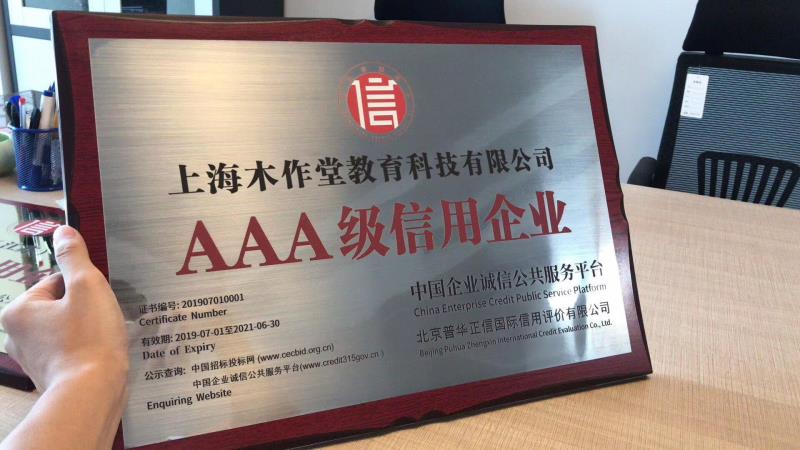 信
上海木作堂教育科技有限公司
AAA级信用企业
证书编号: 201907010001
Certificate Number
有效期: 2019-07-01至2021-06-30
Date of Expiry
公示查询: 中国招标投标网 (www.cecbid.org.cn)
中国企业诚信公共服务平台(www.credit315gov.cn )
Enquiring Website
中国企业诚信公共服务平台
China Enterprise Credit Public Service Platform
北京普华正信国际信用评价有限公司
Beijing Puhua Zhengxin International Credit Evaluation Co., Ltd.